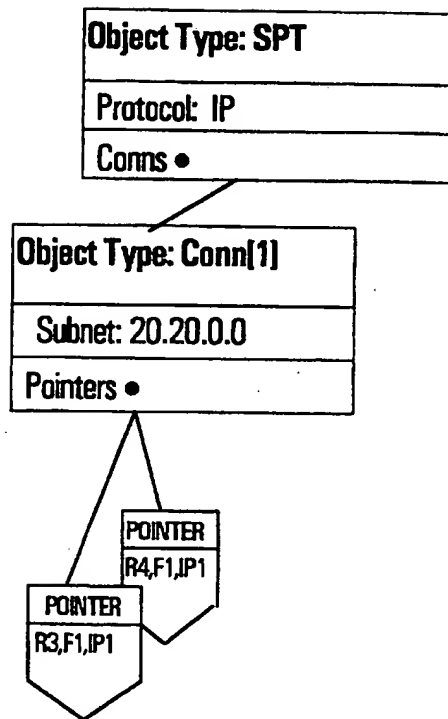 Object Type: SPT
Protocol: IP
Conns •
Object Type: Conn[1]
Subnet: 20.20.0.0
Pointers •
POINTER
R4,F1,IP1
POINTER
R3,F1,IP1